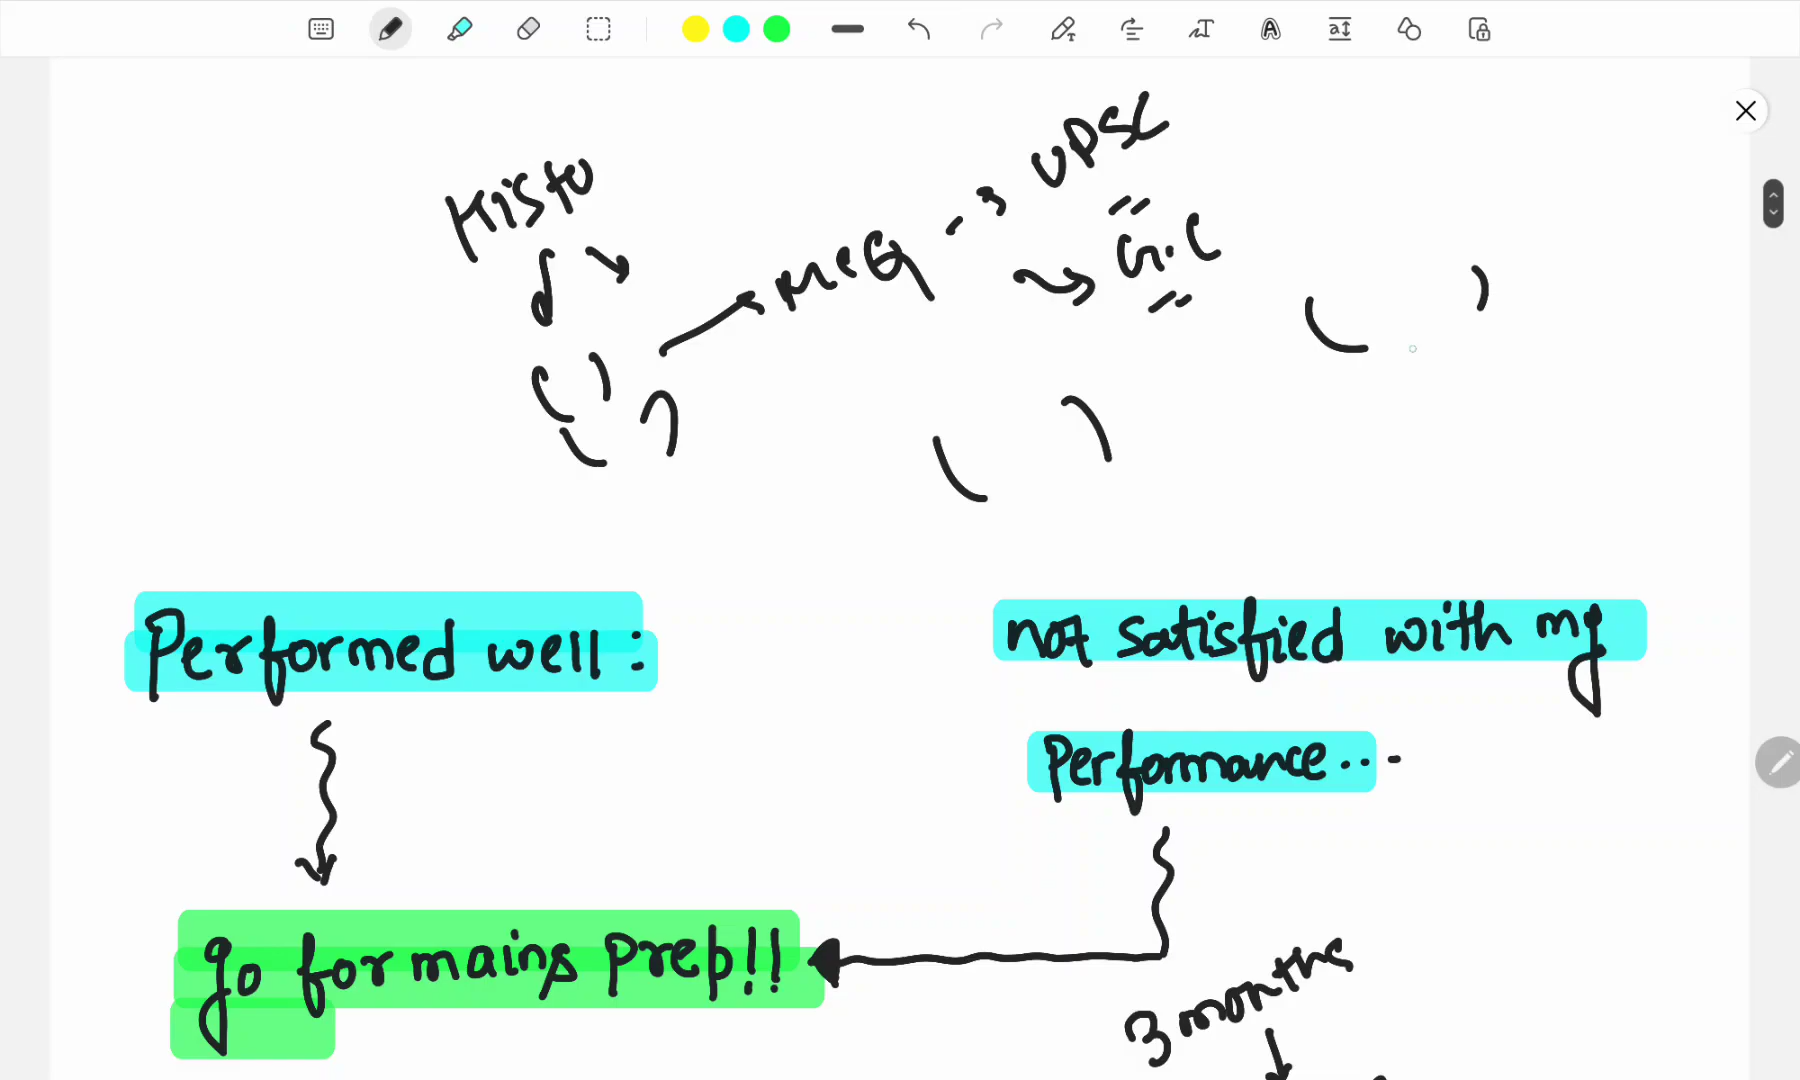 UPSC
Histo
MCQ
G.C
Performed well :
not satisfied with my
Performance...-
go for mains prep!!
3 months